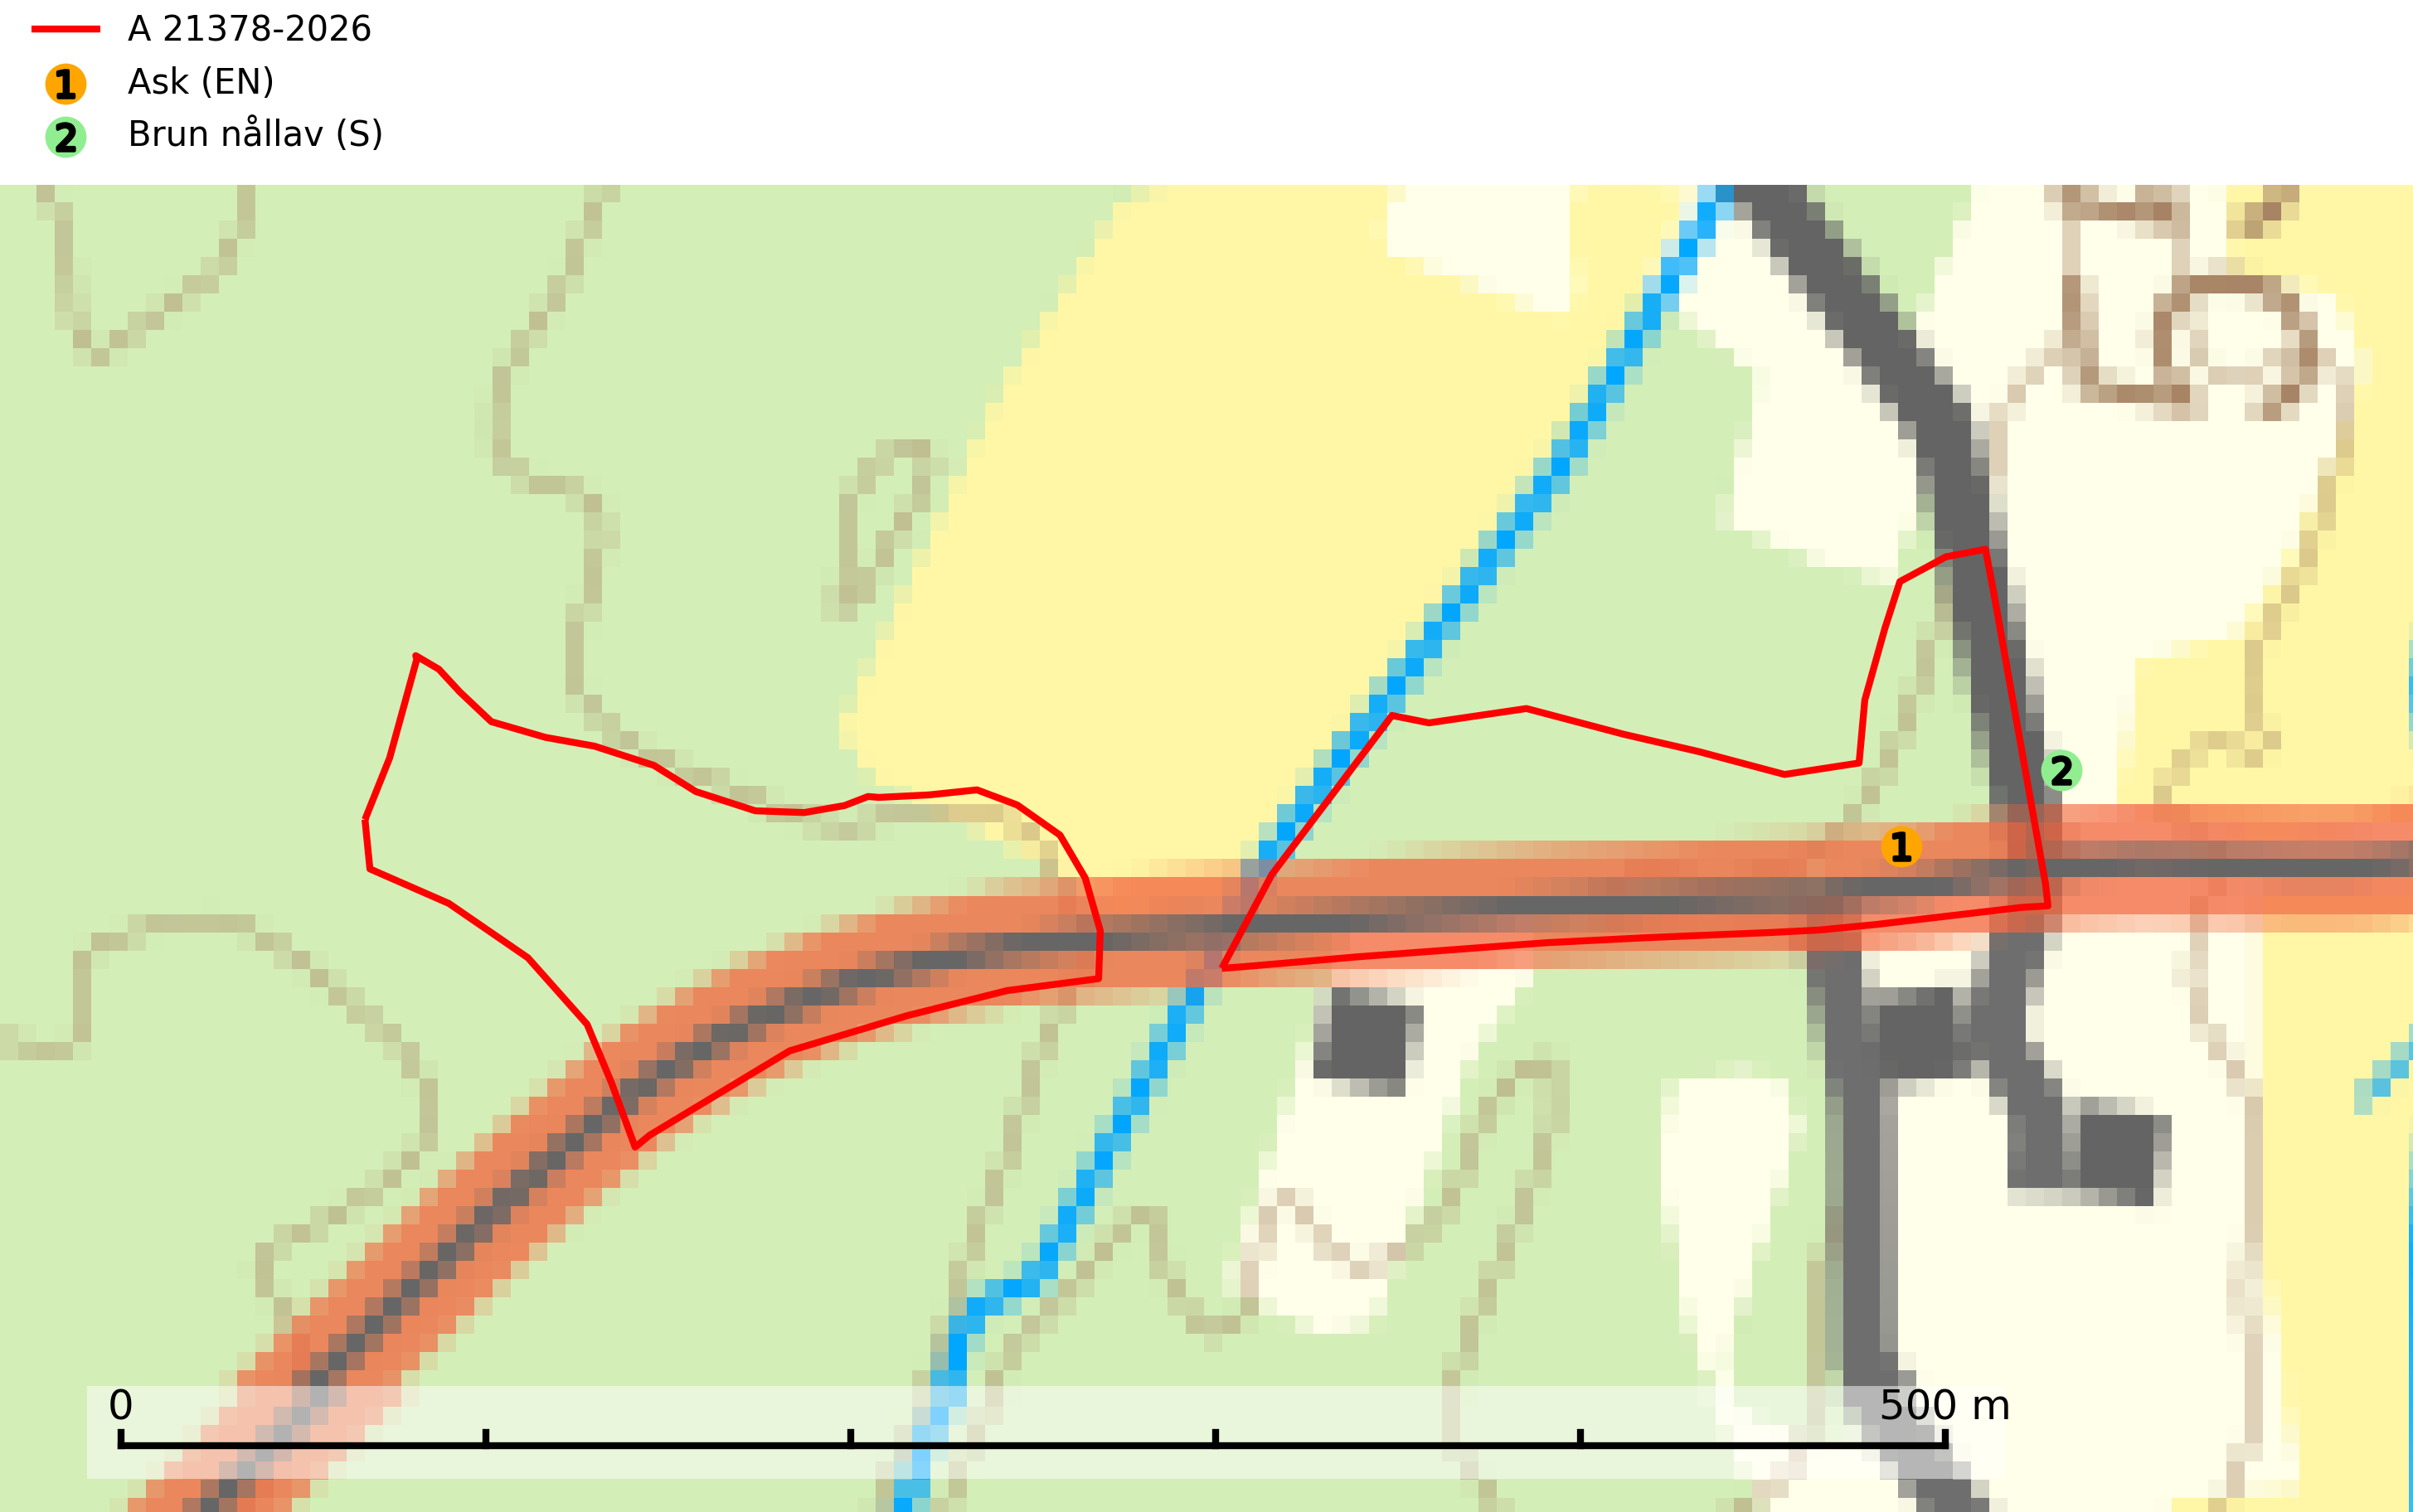 A 21378-2026
1 Ask (EN)
2 Brun nållav (S)
2
1
0 500 m